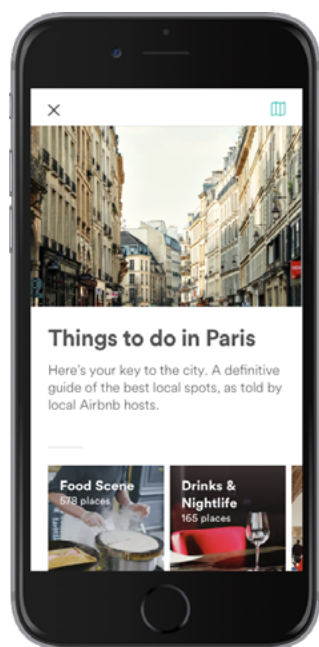 Things to do in Paris
Here's your key to the city. A definitive
guide of the best local spots, as told by
local Airbnb hosts.
Food Scene
578 places
Drinks &
Nightlife
165 places